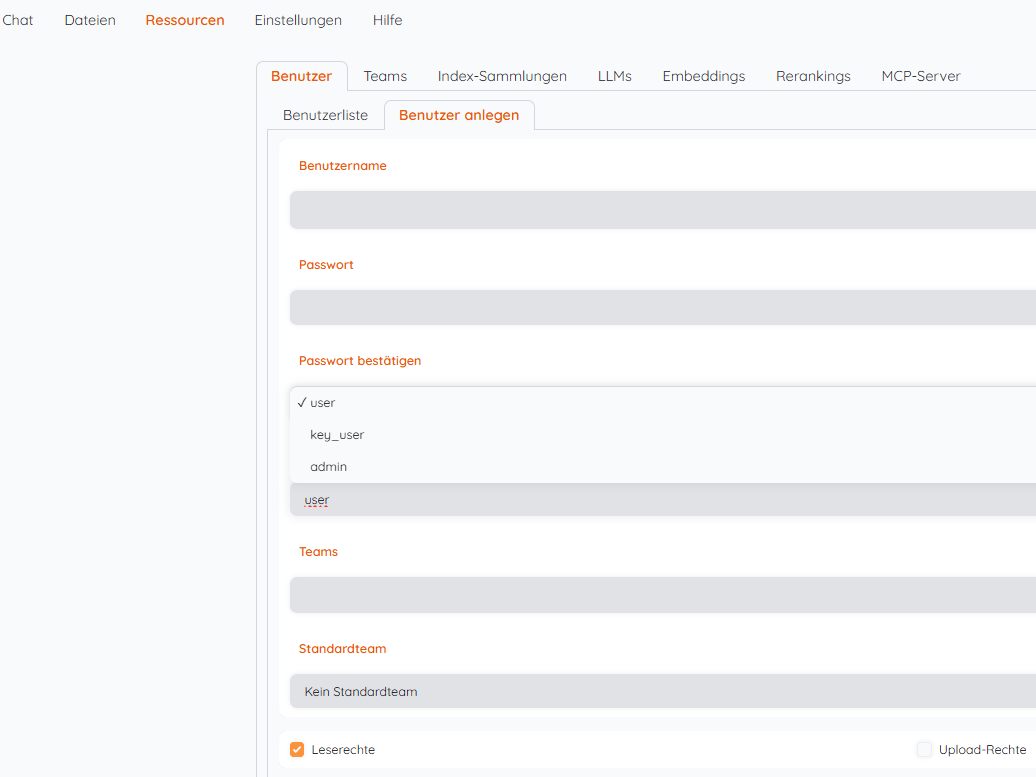 Chat Dateien Ressourcen Einstellungen Hilfe
Benutzer Teams Index-Sammlungen LLMs Embeddings Rerankings MCP-Server
Benutzerliste Benutzer anlegen
Benutzername
Passwort
Passwort bestätigen
✓ user
key_user
admin
user
Teams
Standardteam
Kein Standardteam
Leserechte Upload-Rechte